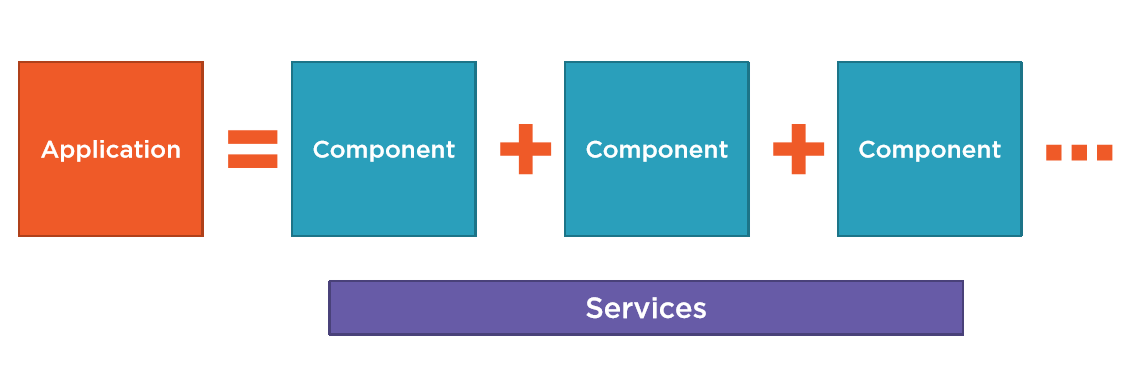 Application = Component + Component + Component ...
Services